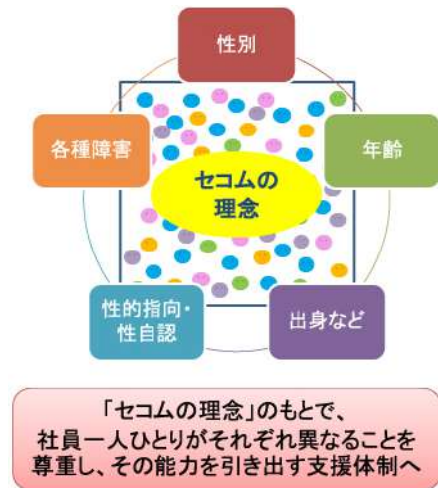 性別
各種障害
年齢
セコムの
理念
性的指向・
性自認
出身など
「セコムの理念」のもとで、
社員一人ひとりがそれぞれ異なることを
尊重し、その能力を引き出す支援体制へ